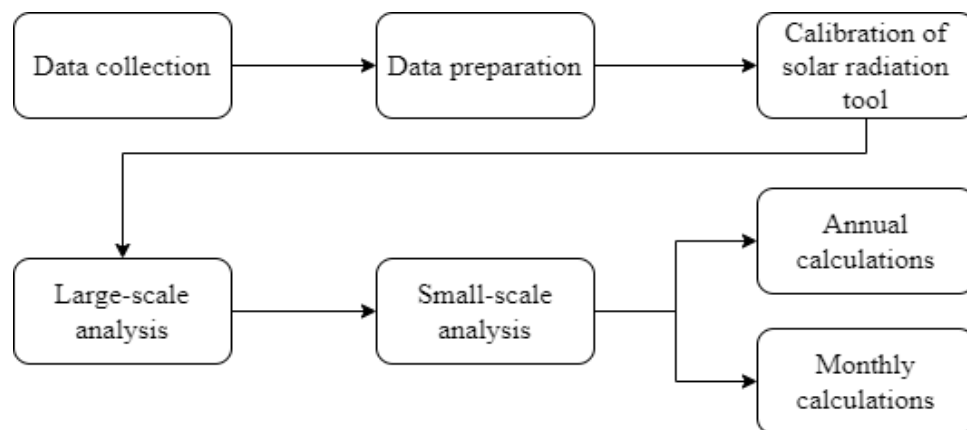 Data collection
Data preparation
Calibration of
solar radiation
tool
Large-scale
analysis
Small-scale
analysis
Annual
calculations
Monthly
calculations